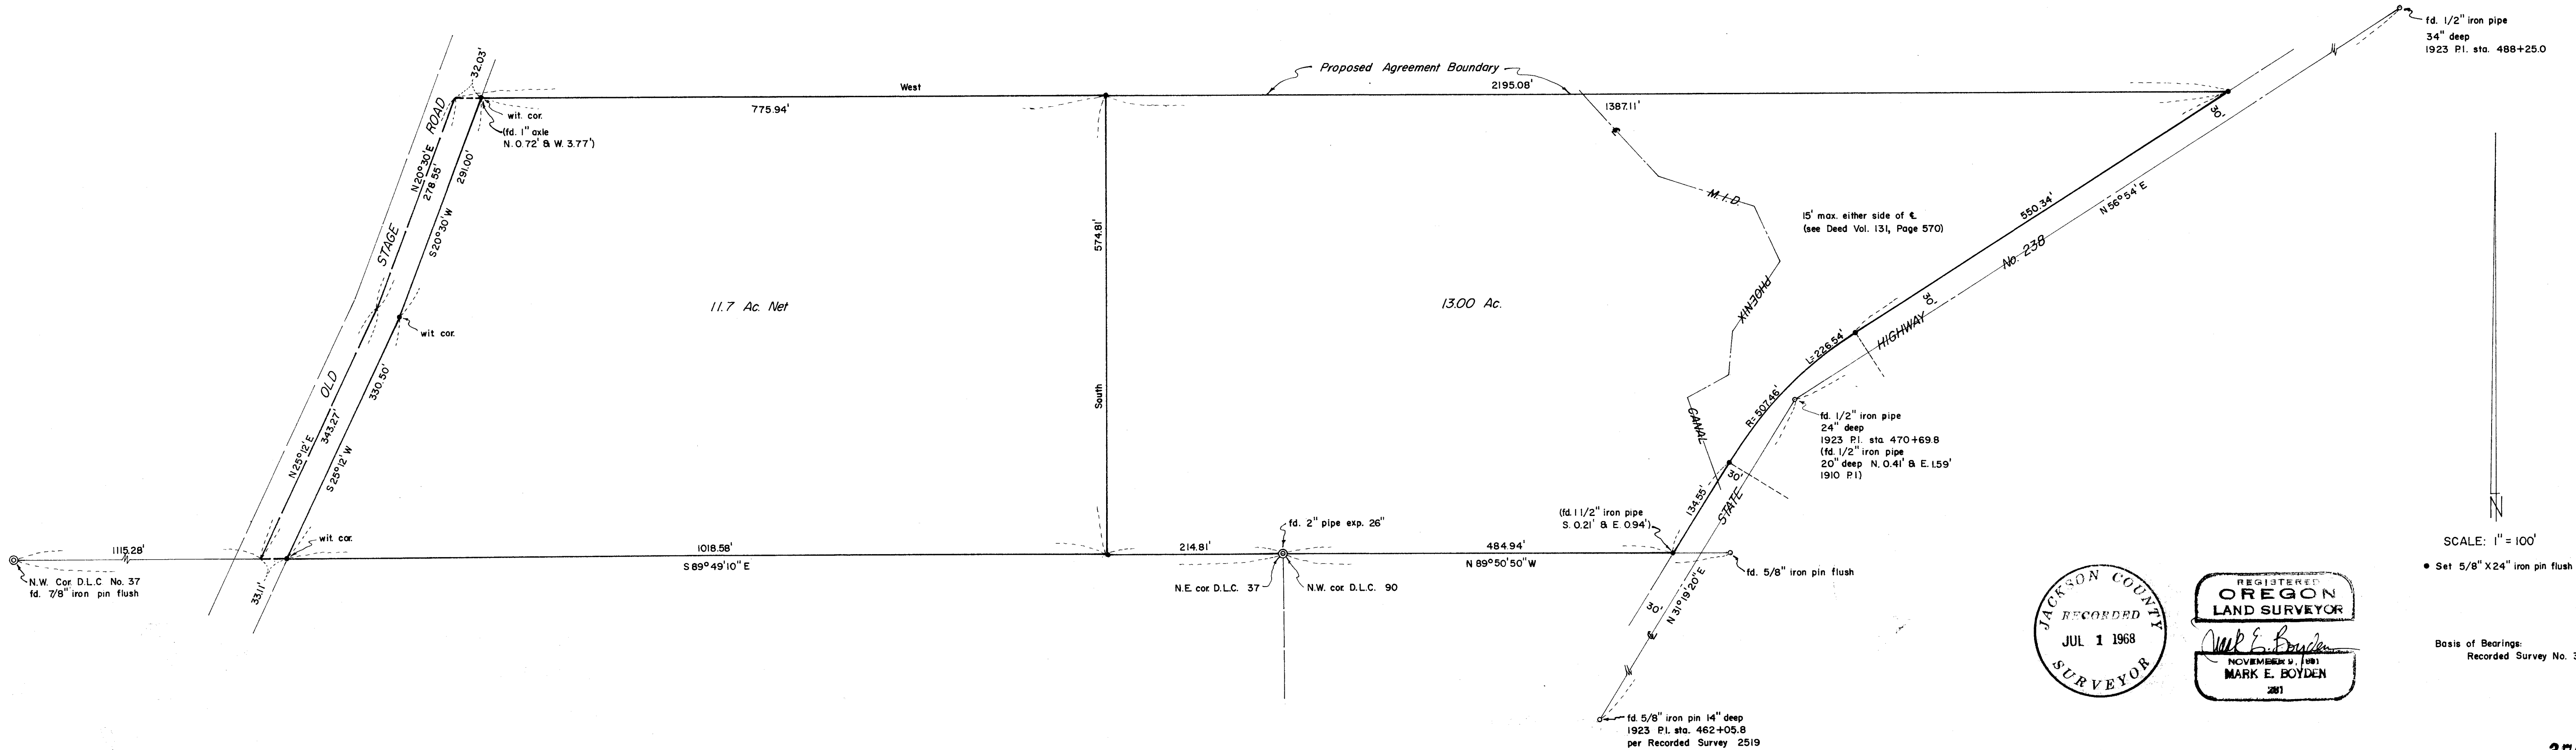 fd. 1/2" iron pipe
34" deep
1923 P.I. sta. 488+25.0
Proposed Agreement Boundary
2195.08'
32.03'
West
775.94'
1387.11'
wit. cor.
(fd. 1" axle
N. 0.72' & W. 3.77')
30'
OLD STAGE ROAD
N 20°30' E
278.55'
291.00'
S 20°30' W
M.I.D.
PHOENIX
CANAL
15' max. either side of ℄
(see Deed Vol. 131, Page 570)
550.34'
N 56°54' E
574.81'
South
STATE HIGHWAY No. 238
30'
11.7 Ac. Net
13.00 Ac.
wit cor.
L= 226.54'
R= 507.46'
330.50'
343.27'
N 25°12' E
S 25°12' W
fd. 1/2" iron pipe
24" deep
1923 P.I. sta. 470+69.8
(fd. 1/2" iron pipe
20" deep N. 0.41' & E. 1.59'
1910 P.I.)
30'
134.55'
(fd. 1 1/2" iron pipe
S. 0.21' & E. 0.94')
fd. 2" pipe exp. 26"
wit cor.
1115.28'
1018.58'
214.81'
484.94'
S 89°49'10" E
N 89°50'50" W
N.W. Cor. D.L.C No. 37
fd. 7/8" iron pin flush
33.11'
N.E. cor. D.L.C. 37
N.W. cor. D.L.C. 90
fd. 5/8" iron pin flush
30'
N 31°19'20" E
℄
fd. 5/8" iron pin 14" deep
1923 P.I. sta. 462+05.8
per Recorded Survey 2519
N
SCALE: 1" = 100'
● Set 5/8" X 24" iron pin flush
JACKSON COUNTY
RECORDED
JUL 1 1968
SURVEYOR
REGISTERED
OREGON
LAND SURVEYOR
Mark E. Boyden
NOVEMBER 9,
MARK E. BOYDEN
Basis of Bearings:
Recorded Survey No.